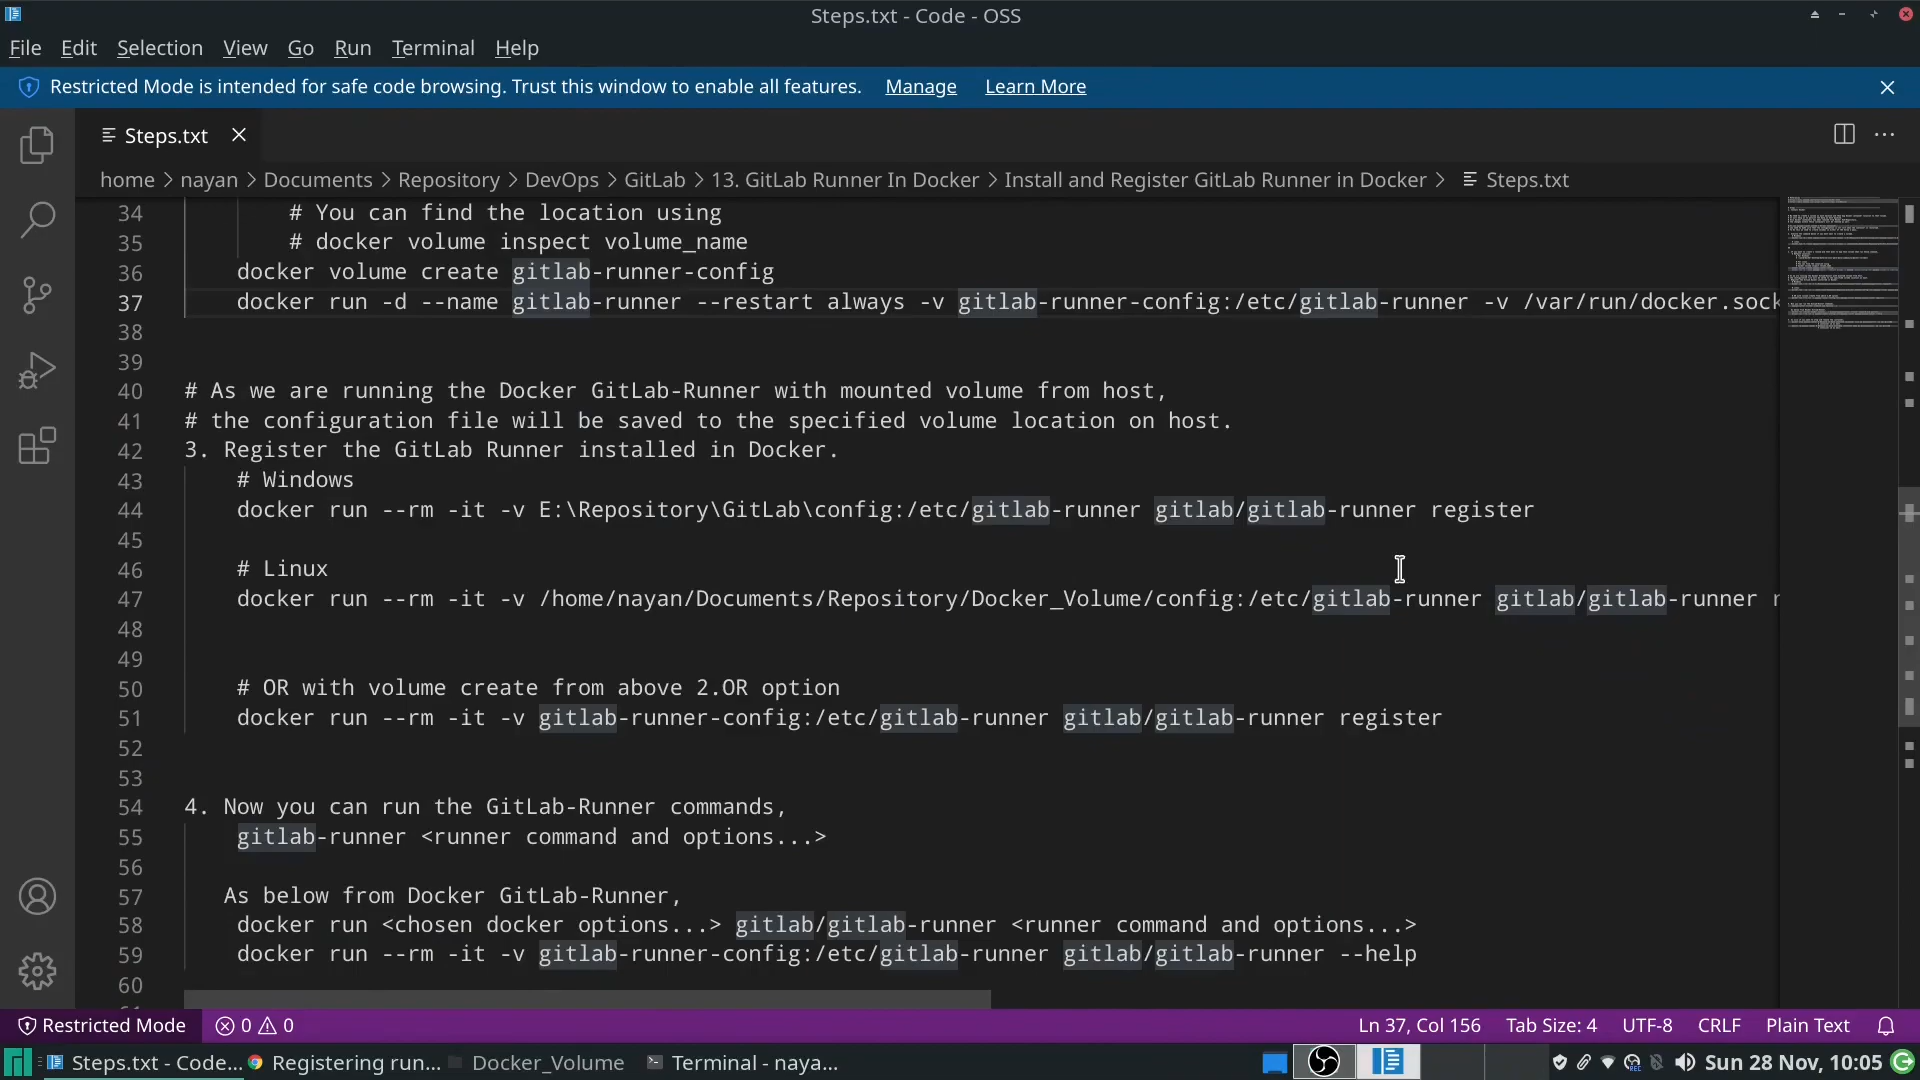 Steps.txt - Code - OSS
File Edit Selection View Go Run Terminal Help
Restricted Mode is intended for safe code browsing. Trust this window to enable all features. Manage Learn More
Steps.txt
home > nayan > Documents > Repository > DevOps > GitLab > 13. GitLab Runner In Docker > Install and Register GitLab Runner in Docker > Steps.txt
34 # You can find the location using
35 # docker volume inspect volume_name
36 docker volume create gitlab-runner-config
37 docker run -d --name gitlab-runner --restart always -v gitlab-runner-config:/etc/gitlab-runner -v /var/run/docker.sock
38
39
40 # As we are running the Docker GitLab-Runner with mounted volume from host,
41 # the configuration file will be saved to the specified volume location on host.
42 3. Register the GitLab Runner installed in Docker.
43 # Windows
44 docker run --rm -it -v E:\Repository\GitLab\config:/etc/gitlab-runner gitlab/gitlab-runner register
45
46 # Linux
47 docker run --rm -it -v /home/nayan/Documents/Repository/Docker_Volume/config:/etc/gitlab-runner gitlab/gitlab-runner r
48
49
50 # OR with volume create from above 2.OR option
51 docker run --rm -it -v gitlab-runner-config:/etc/gitlab-runner gitlab/gitlab-runner register
52
53
54 4. Now you can run the GitLab-Runner commands,
55 gitlab-runner <runner command and options...>
56
57 As below from Docker GitLab-Runner,
58 docker run <chosen docker options...> gitlab/gitlab-runner <runner command and options...>
59 docker run --rm -it -v gitlab-runner-config:/etc/gitlab-runner gitlab/gitlab-runner --help
60
Restricted Mode 0 0 Ln 37, Col 156 Tab Size: 4 UTF-8 CRLF Plain Text
Steps.txt - Code... Registering run... Docker_Volume Terminal - naya... Sun 28 Nov, 10:05